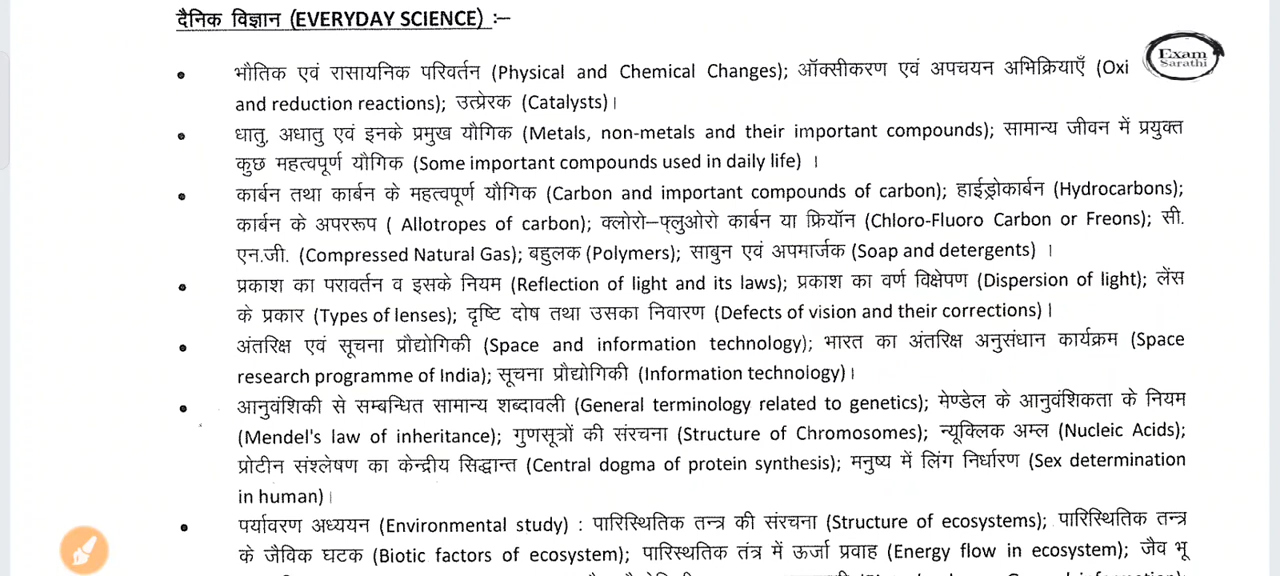 दैनिक विज्ञान (EVERYDAY SCIENCE) :–
Exam
Sarathi
• भौतिक एवं रासायनिक परिवर्तन (Physical and Chemical Changes); ऑक्सीकरण एवं अपचयन अभिक्रियाएँ (Oxi
and reduction reactions); उत्प्रेरक (Catalysts)।
• धातु, अधातु एवं इनके प्रमुख यौगिक (Metals, non-metals and their important compounds); सामान्य जीवन में प्रयुक्त
कुछ महत्वपूर्ण यौगिक (Some important compounds used in daily life) ।
• कार्बन तथा कार्बन के महत्वपूर्ण यौगिक (Carbon and important compounds of carbon); हाईड्रोकार्बन (Hydrocarbons);
कार्बन के अपररूप ( Allotropes of carbon); क्लोरो–फ्लुओरो कार्बन या फ्रियॉन (Chloro-Fluoro Carbon or Freons); सी.
एन.जी. (Compressed Natural Gas); बहुलक (Polymers); साबुन एवं अपमार्जक (Soap and detergents) ।
• प्रकाश का परावर्तन व इसके नियम (Reflection of light and its laws); प्रकाश का वर्ण विक्षेपण (Dispersion of light); लेंस
के प्रकार (Types of lenses); दृष्टि दोष तथा उसका निवारण (Defects of vision and their corrections)।
• अंतरिक्ष एवं सूचना प्रौद्योगिकी (Space and information technology); भारत का अंतरिक्ष अनुसंधान कार्यक्रम (Space
research programme of India); सूचना प्रौद्योगिकी (Information technology)।
• आनुवंशिकी से सम्बन्धित सामान्य शब्दावली (General terminology related to genetics); मेण्डेल के आनुवंशिकता के नियम
(Mendel's law of inheritance); गुणसूत्रों की संरचना (Structure of Chromosomes); न्यूक्लिक अम्ल (Nucleic Acids);
प्रोटीन संश्लेषण का केन्द्रीय सिद्धान्त (Central dogma of protein synthesis); मनुष्य में लिंग निर्धारण (Sex determination
in human)।
• पर्यावरण अध्ययन (Environmental study) : पारिस्थितिक तन्त्र की संरचना (Structure of ecosystems); पारिस्थितिक तन्त्र
के जैविक घटक (Biotic factors of ecosystem); पारिस्थितिक तंत्र में ऊर्जा प्रवाह (Energy flow in ecosystem); जैव भू